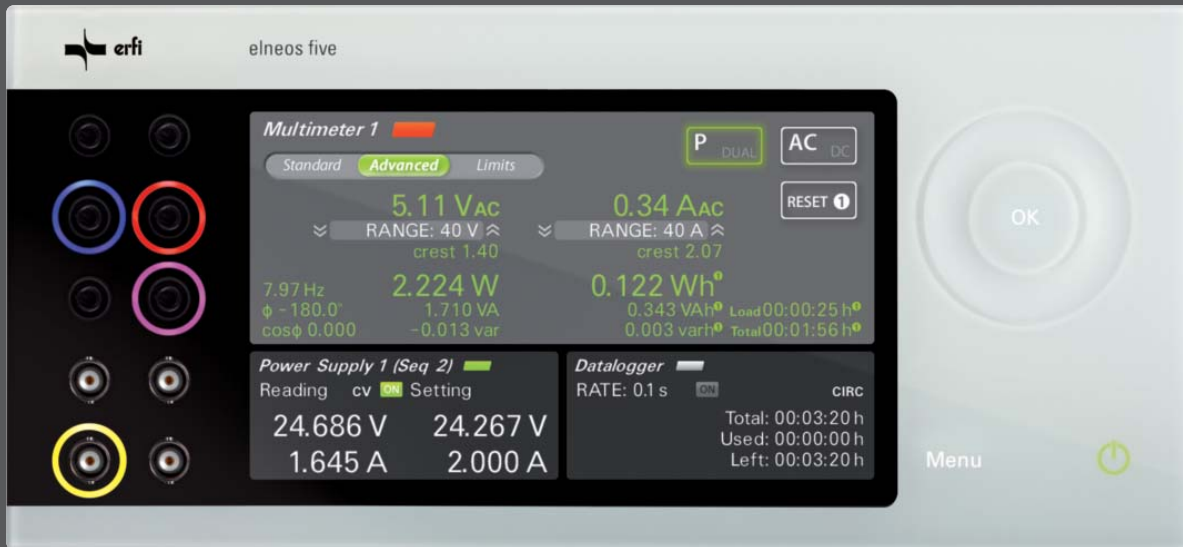 erfi
elneos five
Multimeter 1
P DUAL
AC DC
Standard Advanced Limits
RESET 1
5.11 VAC
0.34 AAC
RANGE: 40 V
RANGE: 40 A
crest 1.40
crest 2.07
OK
7.97 Hz
2.224 W
0.122 Wh
ϕ -180.0°
1.710 VA
0.343 VAh
Load 00:00:25 h
cosϕ 0.000
-0.013 var
0.003 varh
Total 00:01:56 h
Power Supply 1 (Seq 2)
Reading CV ON Setting
24.686 V 24.267 V
1.645 A 2.000 A
Datalogger
RATE: 0.1 s ON CIRC
Total: 00:03:20 h
Used: 00:00:00 h
Left: 00:03:20 h
Menu